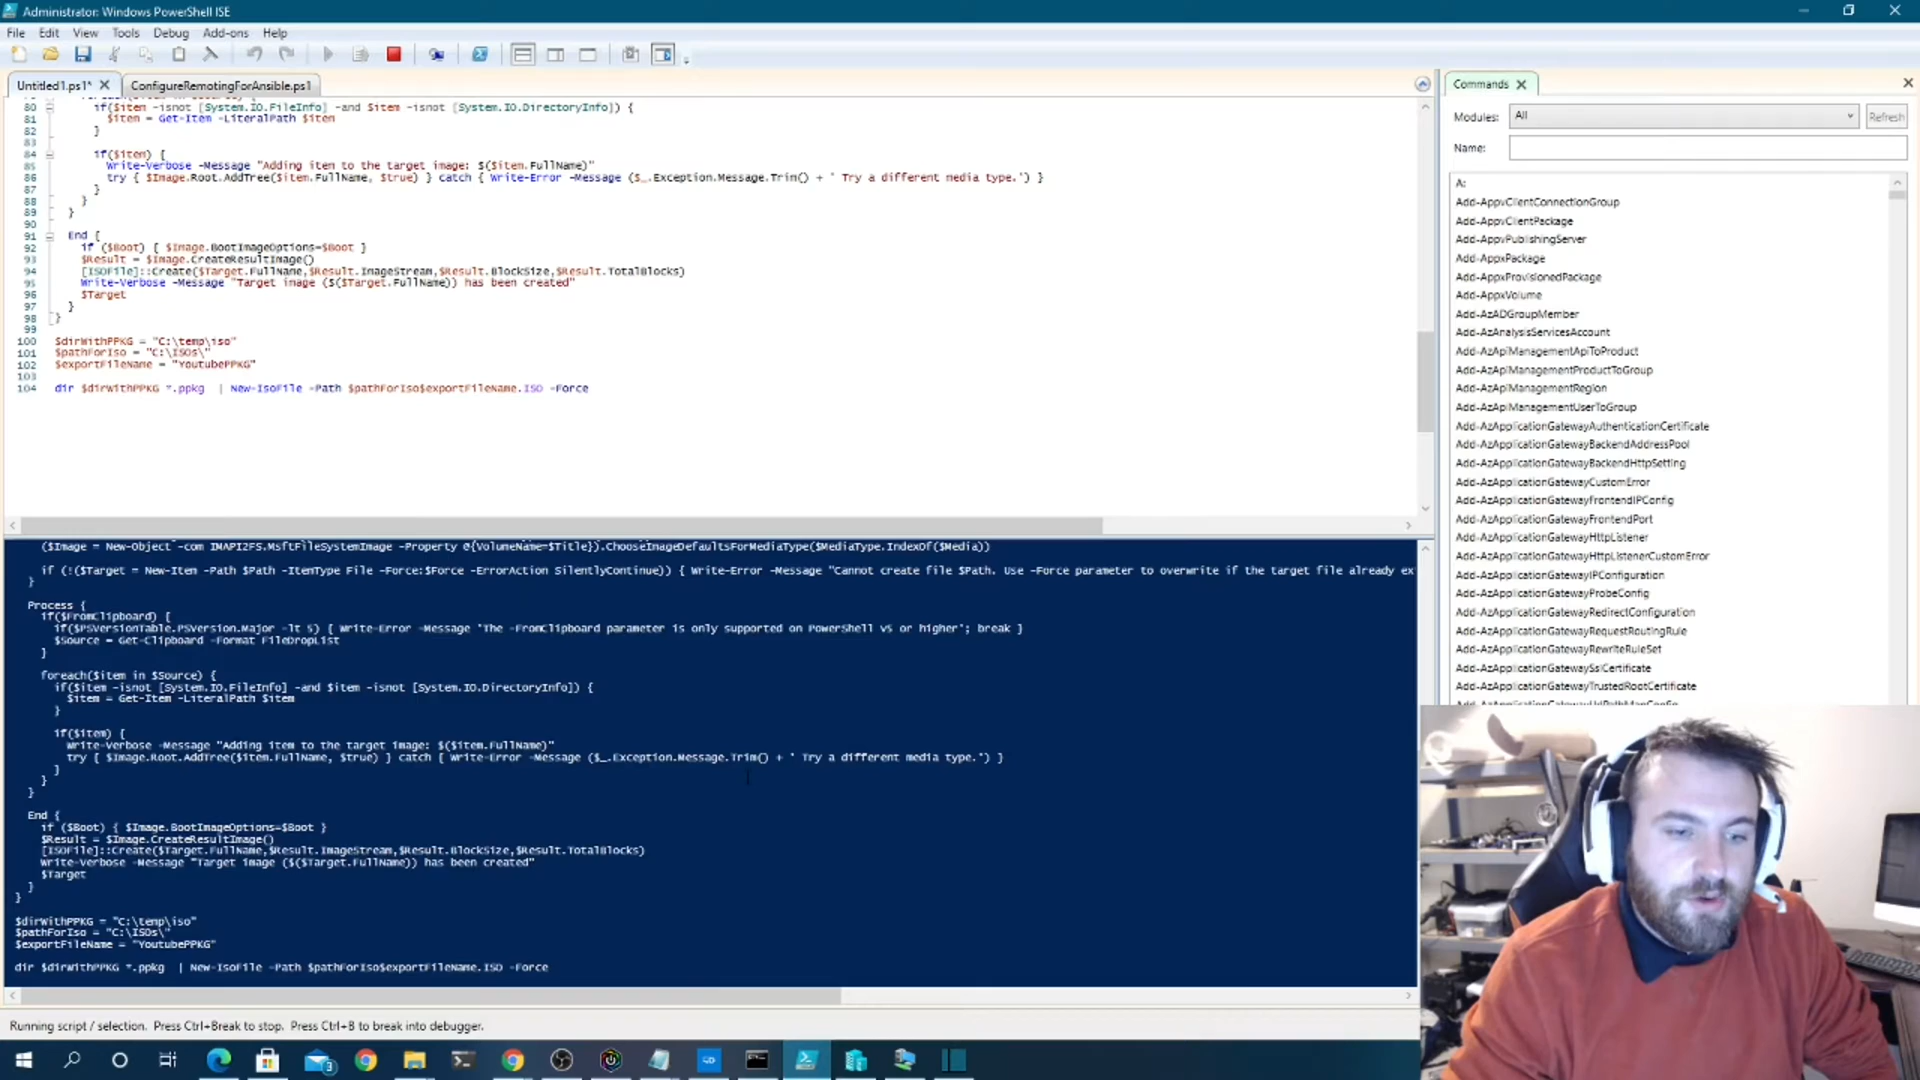 Administrator: Windows PowerShell ISE
File Edit View Tools Debug Add-ons Help
Untitled1.ps1* ConfigureRemotingForAnsible.ps1
80 if($item -isnot [System.IO.FileInfo] -and $item -isnot [System.IO.DirectoryInfo]) {
81 $item = Get-Item -LiteralPath $item
82 }
83
84 if($item) {
85 Write-Verbose -Message "Adding item to the target image: $($item.FullName)"
86 try { $Image.Root.AddTree($item.FullName, $true) } catch { Write-Error -Message ($_.Exception.Message.Trim() + ' Try a different media type.') }
87 }
88 }
89 }
90
91 End {
92 if ($Boot) { $Image.BootImageOptions=$Boot }
93 $Result = $Image.CreateResultImage()
94 [ISOFile]::Create($Target.FullName,$Result.ImageStream,$Result.BlockSize,$Result.TotalBlocks)
95 Write-Verbose -Message "Target image ($($Target.FullName)) has been created"
96 $Target
97 }
98 }
99
100 $dirWithPPKG = "C:\temp\iso"
101 $pathForIso = "C:\ISOs\"
102 $exportFileName = "YoutubePPKG"
103
104 dir $dirWithPPKG *.ppkg | New-IsoFile -Path $pathForIso$exportFileName.ISO -Force
($Image = New-Object -com IMAPI2FS.MsftFileSystemImage -Property @{VolumeName=$Title}).ChooseImageDefaultsForMediaType($MediaType.IndexOf($Media))
if (!($Target = New-Item -Path $Path -ItemType File -Force:$Force -ErrorAction SilentlyContinue)) { Write-Error -Message "Cannot create file $Path. Use -Force parameter to overwrite if the target file already ex
}
Process {
if($FromClipboard) {
if($PSVersionTable.PSVersion.Major -lt 5) { Write-Error -Message 'The -FromClipboard parameter is only supported on PowerShell v5 or higher'; break }
$Source = Get-Clipboard -Format FileDropList
}
foreach($item in $Source) {
if($item -isnot [System.IO.FileInfo] -and $item -isnot [System.IO.DirectoryInfo]) {
$item = Get-Item -LiteralPath $item
}
if($item) {
Write-Verbose -Message "Adding item to the target image: $($item.FullName)"
try { $Image.Root.AddTree($item.FullName, $true) } catch { Write-Error -Message ($_.Exception.Message.Trim() + ' Try a different media type.') }
}
}
}
End {
if ($Boot) { $Image.BootImageOptions=$Boot }
$Result = $Image.CreateResultImage()
[ISOFile]::Create($Target.FullName,$Result.ImageStream,$Result.BlockSize,$Result.TotalBlocks)
Write-Verbose -Message "Target image ($($Target.FullName)) has been created"
$Target
}
}
$dirWithPPKG = "C:\temp\iso"
$pathForIso = "C:\ISOs\"
$exportFileName = "YoutubePPKG"
dir $dirWithPPKG *.ppkg | New-IsoFile -Path $pathForIso$exportFileName.ISO -Force
Running script / selection. Press Ctrl+Break to stop. Press Ctrl+B to break into debugger.
Commands
Modules: All Refresh
Name:
A:
Add-AppvClientConnectionGroup
Add-AppvClientPackage
Add-AppvPublishingServer
Add-AppxPackage
Add-AppxProvisionedPackage
Add-AppxVolume
Add-AzADGroupMember
Add-AzAnalysisServicesAccount
Add-AzApiManagementApiToProduct
Add-AzApiManagementProductToGroup
Add-AzApiManagementRegion
Add-AzApiManagementUserToGroup
Add-AzApplicationGatewayAuthenticationCertificate
Add-AzApplicationGatewayBackendAddressPool
Add-AzApplicationGatewayBackendHttpSetting
Add-AzApplicationGatewayCustomError
Add-AzApplicationGatewayFrontendIPConfig
Add-AzApplicationGatewayFrontendPort
Add-AzApplicationGatewayHttpListener
Add-AzApplicationGatewayHttpListenerCustomError
Add-AzApplicationGatewayIPConfiguration
Add-AzApplicationGatewayProbeConfig
Add-AzApplicationGatewayRedirectConfiguration
Add-AzApplicationGatewayRequestRoutingRule
Add-AzApplicationGatewayRewriteRuleSet
Add-AzApplicationGatewaySslCertificate
Add-AzApplicationGatewayTrustedRootCertificate